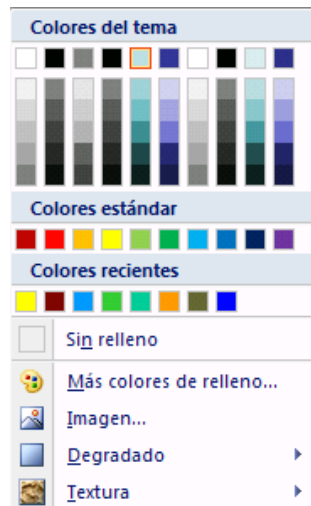 Colores del tema
Colores estándar
Colores recientes
Sin relleno
Más colores de relleno...
Imagen...
Degradado
Textura